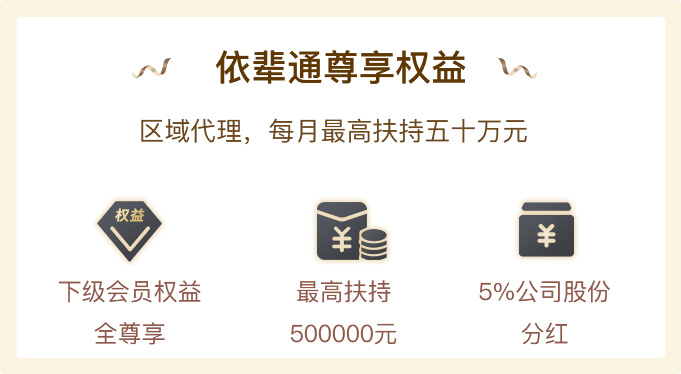 依辈通尊享权益
区域代理，每月最高扶持五十万元
权益
¥
¥
下级会员权益
全尊享
最高扶持
500000元
5%公司股份
分红